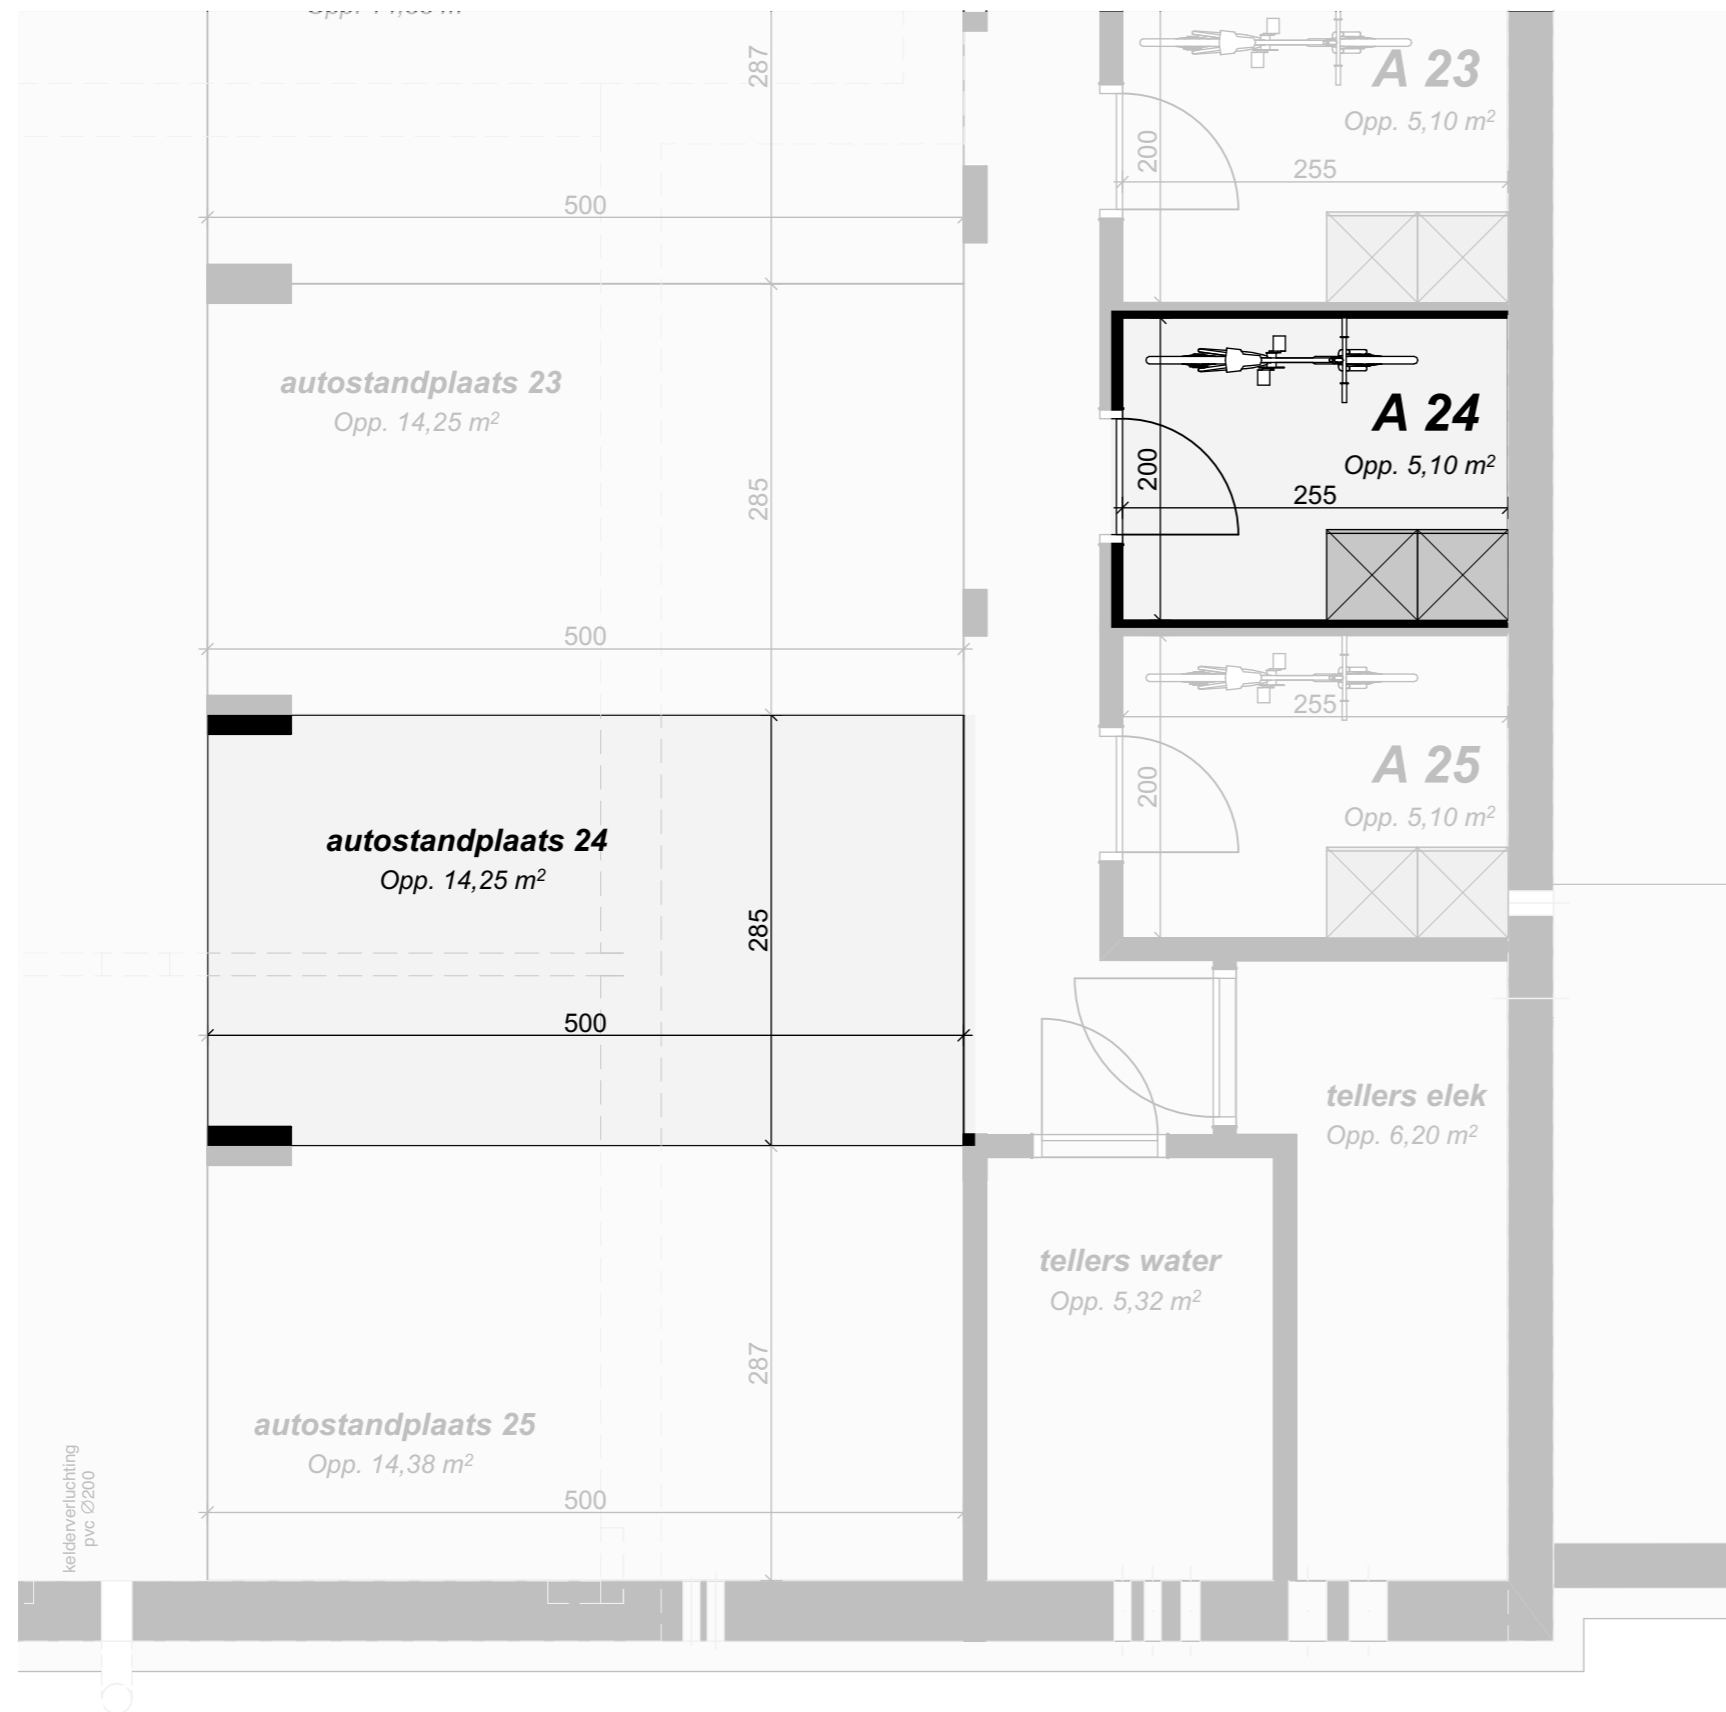 287
A 23
Opp. 5,10 m²
200
255
500
autostandplaats 23
Opp. 14,25 m²
285
A 24
Opp. 5,10 m²
200
255
500
255
A 25
Opp. 5,10 m²
200
autostandplaats 24
Opp. 14,25 m²
285
500
tellers elek
Opp. 6,20 m²
tellers water
Opp. 5,32 m²
287
autostandplaats 25
Opp. 14,38 m²
500
kelderverluchting
pvc ∅200